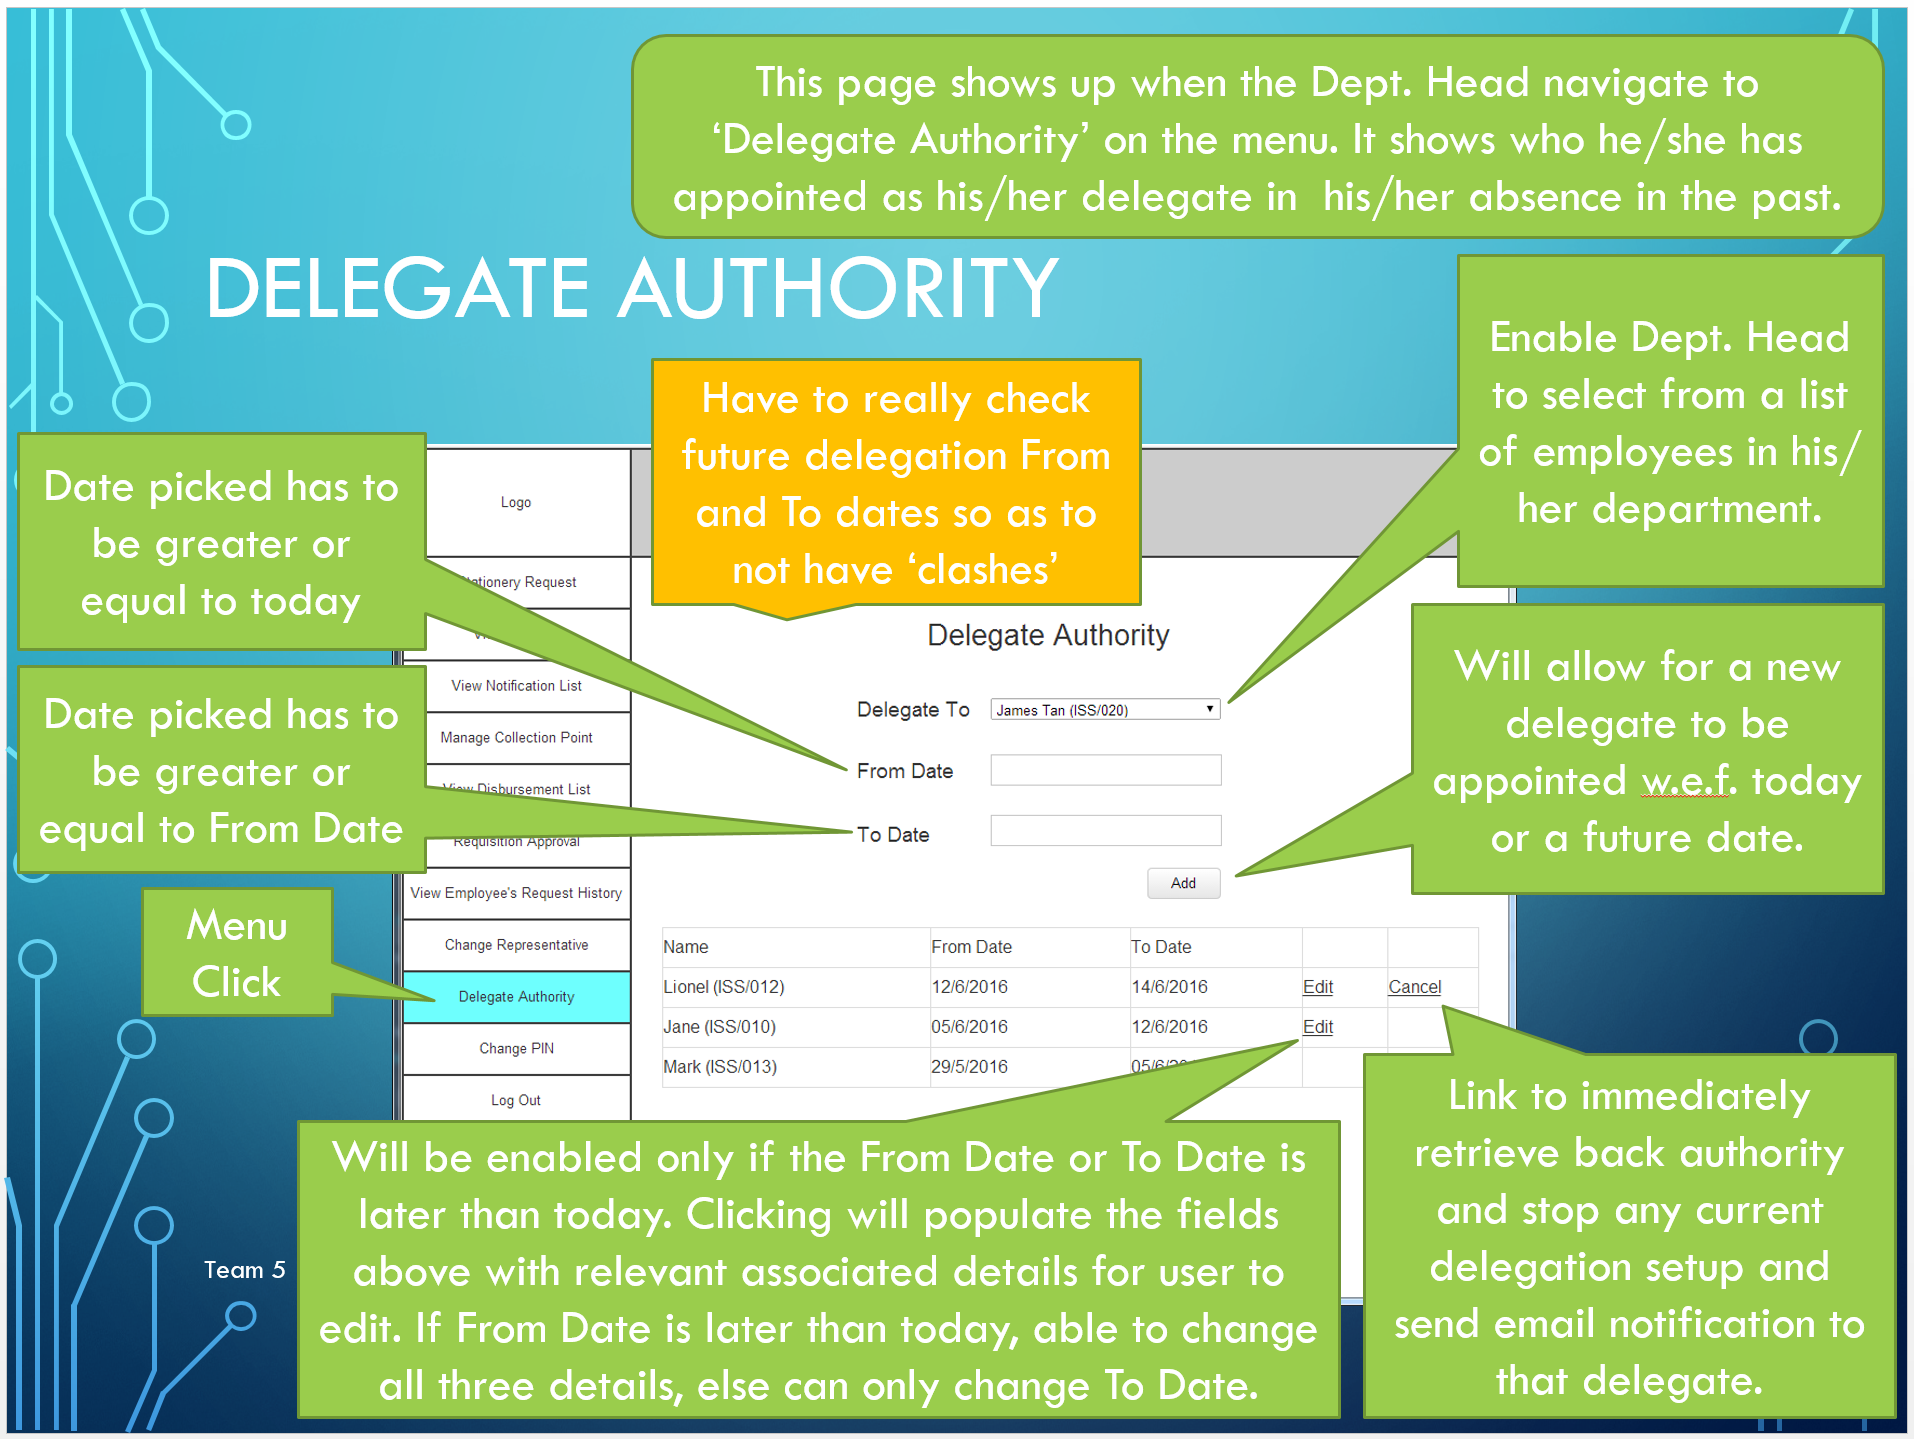 This page shows up when the Dept. Head navigate to
‘Delegate Authority’ on the menu. It shows who he/she has
appointed as his/her delegate in  his/her absence in the past.
DELEGATE AUTHORITY
Enable Dept. Head
to select from a list
of employees in his/
her department.
Have to really check
future delegation From
and To dates so as to
not have ‘clashes’
Date picked has to
be greater or
equal to today
Date picked has to
be greater or
equal to From Date
Menu
Click
Will allow for a new
delegate to be
appointed w.e.f. today
or a future date.
Logo
Request
View Notification List
Manage Collection Point
View Disbursement List
Requisition Approval
View Employee's Request History
Change Representative
Delegate Authority
Change PIN
Log Out
Delegate Authority
Delegate To James Tan (ISS/020)
From Date
To Date
Add
Name From Date To Date
Lionel (ISS/012) 12/6/2016 14/6/2016 Edit Cancel
Jane (ISS/010) 05/6/2016 12/6/2016 Edit
Mark (ISS/013) 29/5/2016
Will be enabled only if the From Date or To Date is
later than today. Clicking will populate the fields
above with relevant associated details for user to
edit. If From Date is later than today, able to change
all three details, else can only change To Date.
Link to immediately
retrieve back authority
and stop any current
delegation setup and
send email notification to
that delegate.
Team 5